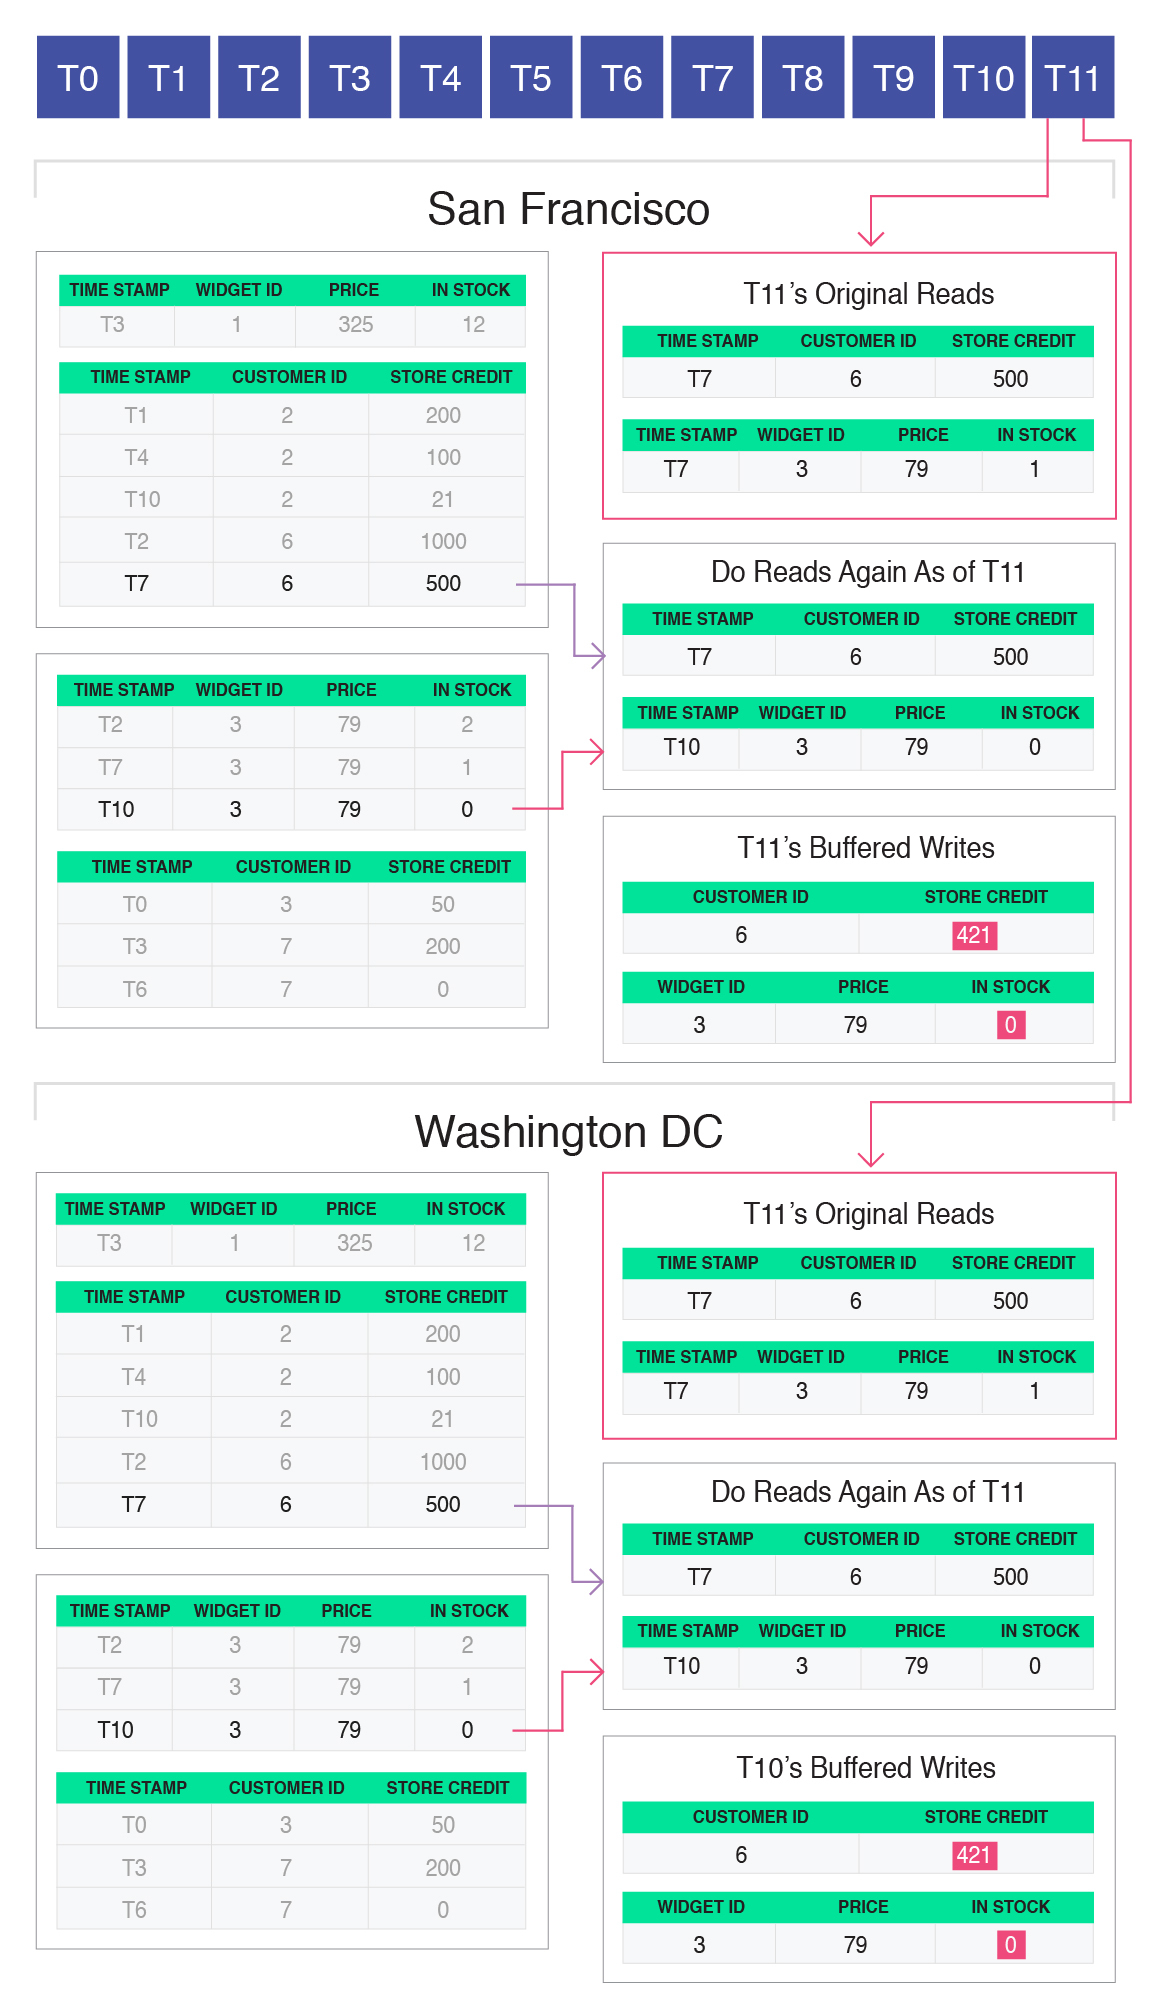 T0 T1 T2 T3 T4 T5 T6 T7 T8 T9 T10 T11
San Francisco
TIME STAMP WIDGET ID PRICE IN STOCK
T3 1 325 12
TIME STAMP CUSTOMER ID STORE CREDIT
T1 2 200
T4 2 100
T10 2 21
T2 6 1000
T7 6 500
TIME STAMP WIDGET ID PRICE IN STOCK
T2 3 79 2
T7 3 79 1
T10 3 79 0
TIME STAMP CUSTOMER ID STORE CREDIT
T0 3 50
T3 7 200
T6 7 0
T11's Original Reads
TIME STAMP CUSTOMER ID STORE CREDIT
T7 6 500
TIME STAMP WIDGET ID PRICE IN STOCK
T7 3 79 1
Do Reads Again As of T11
TIME STAMP CUSTOMER ID STORE CREDIT
T7 6 500
TIME STAMP WIDGET ID PRICE IN STOCK
T10 3 79 0
T11's Buffered Writes
CUSTOMER ID STORE CREDIT
6 421
WIDGET ID PRICE IN STOCK
3 79 0
Washington DC
TIME STAMP WIDGET ID PRICE IN STOCK
T3 1 325 12
TIME STAMP CUSTOMER ID STORE CREDIT
T1 2 200
T4 2 100
T10 2 21
T2 6 1000
T7 6 500
TIME STAMP WIDGET ID PRICE IN STOCK
T2 3 79 2
T7 3 79 1
T10 3 79 0
TIME STAMP CUSTOMER ID STORE CREDIT
T0 3 50
T3 7 200
T6 7 0
T11's Original Reads
TIME STAMP CUSTOMER ID STORE CREDIT
T7 6 500
TIME STAMP WIDGET ID PRICE IN STOCK
T7 3 79 1
Do Reads Again As of T11
TIME STAMP CUSTOMER ID STORE CREDIT
T7 6 500
TIME STAMP WIDGET ID PRICE IN STOCK
T10 3 79 0
T10's Buffered Writes
CUSTOMER ID STORE CREDIT
6 421
WIDGET ID PRICE IN STOCK
3 79 0